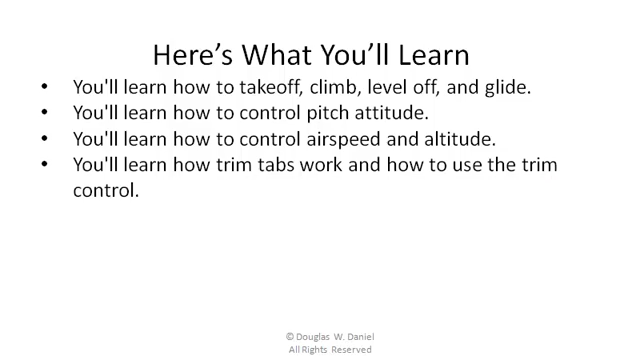 Here’s What You’ll Learn
• You'll learn how to takeoff, climb, level off, and glide.
• You'll learn how to control pitch attitude.
• You'll learn how to control airspeed and altitude.
• You'll learn how trim tabs work and how to use the trim
control.
© Douglas W. Daniel
All Rights Reserved